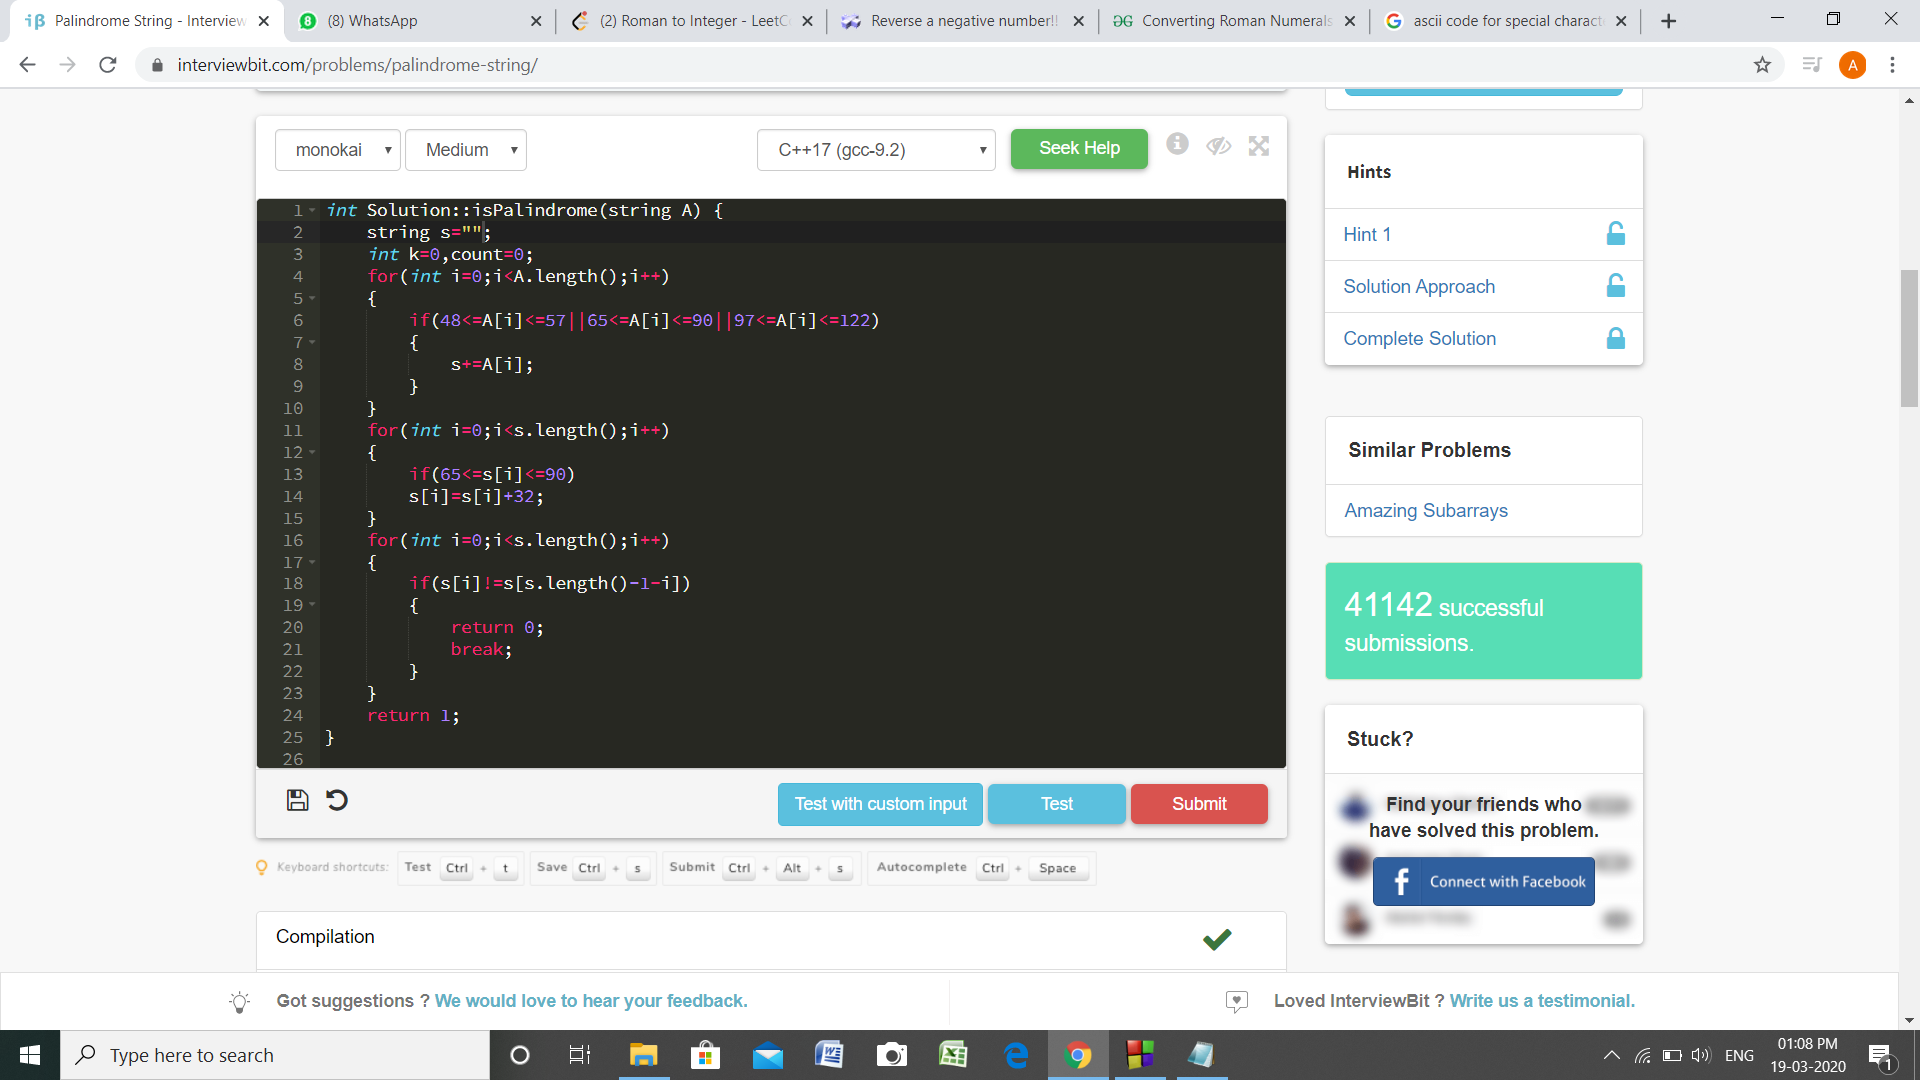 Palindrome String - Interview
(8) WhatsApp
(2) Roman to Integer - LeetC
Reverse a negative number!!
Converting Roman Numerals
ascii code for special charact
interviewbit.com/problems/palindrome-string/
A
monokai
Medium
C++17 (gcc-9.2)
Seek Help
1 int Solution::isPalindrome(string A) {
2 string s="";
3 int k=0,count=0;
4 for(int i=0;i<A.length();i++)
5 {
6 if(48<=A[i]<=57||65<=A[i]<=90||97<=A[i]<=122)
7 {
8 s+=A[i];
9 }
10 }
11 for(int i=0;i<s.length();i++)
12 {
13 if(65<=s[i]<=90)
14 s[i]=s[i]+32;
15 }
16 for(int i=0;i<s.length();i++)
17 {
18 if(s[i]!=s[s.length()-1-i])
19 {
20 return 0;
21 break;
22 }
23 }
24 return 1;
25 }
26
Test with custom input
Test
Submit
Keyboard shortcuts: Test Ctrl + t Save Ctrl + s Submit Ctrl + Alt + s Autocomplete Ctrl + Space
Compilation
Hints
Hint 1
Solution Approach
Complete Solution
Similar Problems
Amazing Subarrays
41142 successful
submissions.
Stuck?
Find your friends who
have solved this problem.
Connect with Facebook
Got suggestions ? We would love to hear your feedback.
Loved InterviewBit ? Write us a testimonial.
Type here to search
ENG
01:08 PM
19-03-2020
1